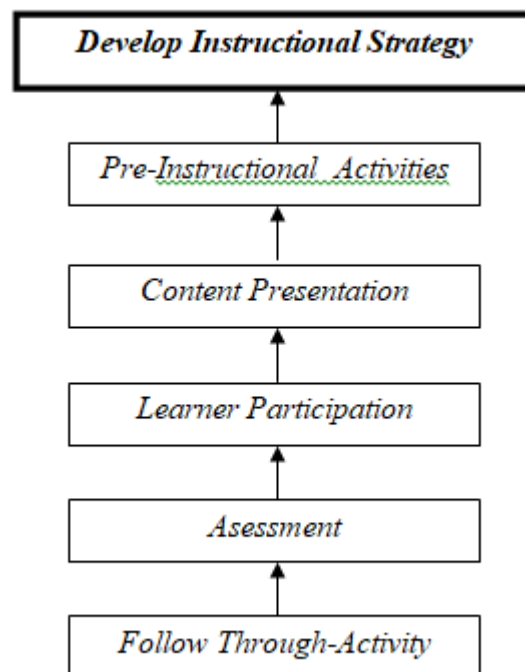 Develop Instructional Strategy
Pre-Instructional Activities
Content Presentation
Learner Participation
Asessment
Follow Through-Activity